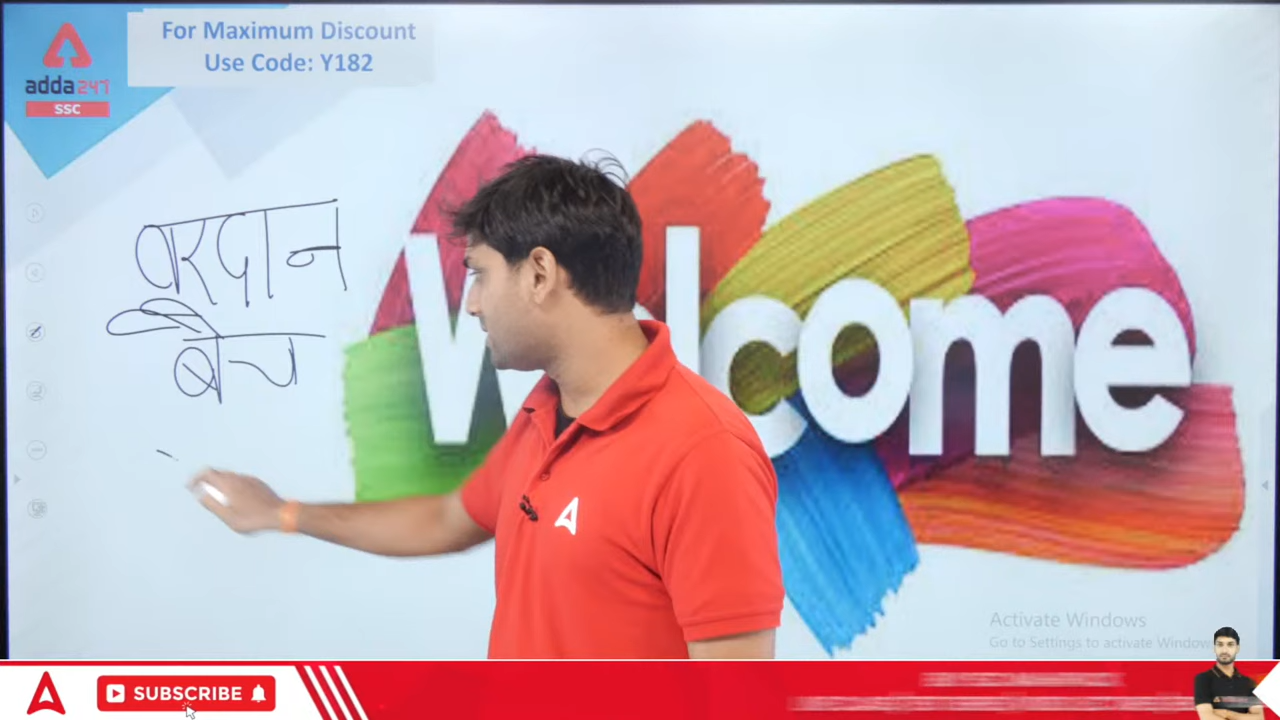 For Maximum Discount
Use Code: Y182
adda247
SSC
वरदान
बैच
Welcome
Activate Windows
Go to Settings to activate Windows
SUBSCRIBE